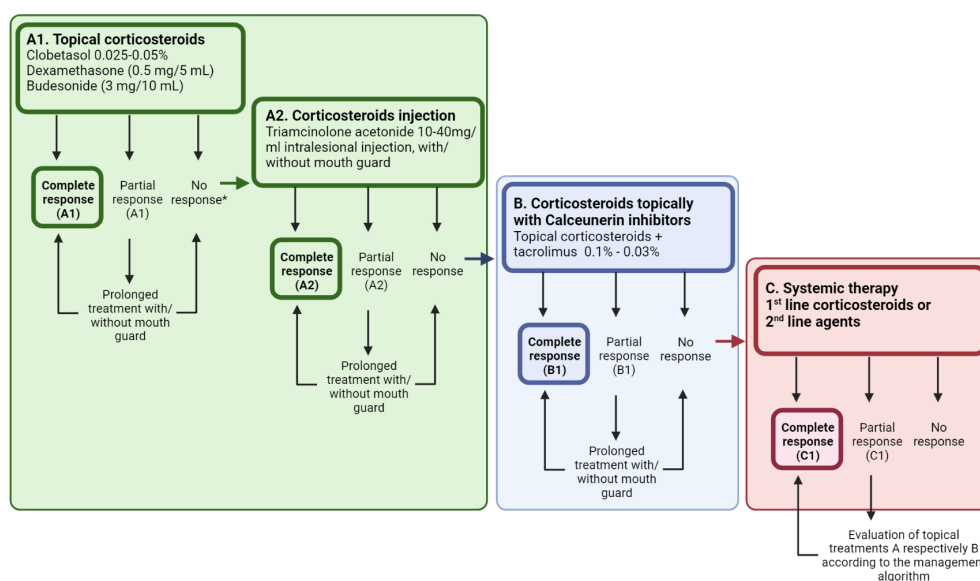 A1. Topical corticosteroids
Clobetasol 0.025-0.05%
Dexamethasone (0.5 mg/5 mL)
Budesonide (3 mg/10 mL)
Complete
response
(A1)
Partial
response
(A1)
No
response*
Prolonged
treatment with/
without mouth
guard
A2. Corticosteroids injection
Triamcinolone acetonide 10-40mg/
ml intralesional injection, with/
without mouth guard
Complete
response
(A2)
Partial
response
(A2)
No
response
Prolonged
treatment with/
without mouth
guard
B. Corticosteroids topically
with Calceunerin inhibitors
Topical corticosteroids +
tacrolimus 0.1% - 0.03%
Complete
response
(B1)
Partial
response
(B1)
No
response
Prolonged
treatment with/
without mouth
guard
C. Systemic therapy
1st line corticosteroids or
2nd line agents
Complete
response
(C1)
Partial
response
(C1)
No
response
Evaluation of topical
treatments A respectively B
according to the managemen
algorithm